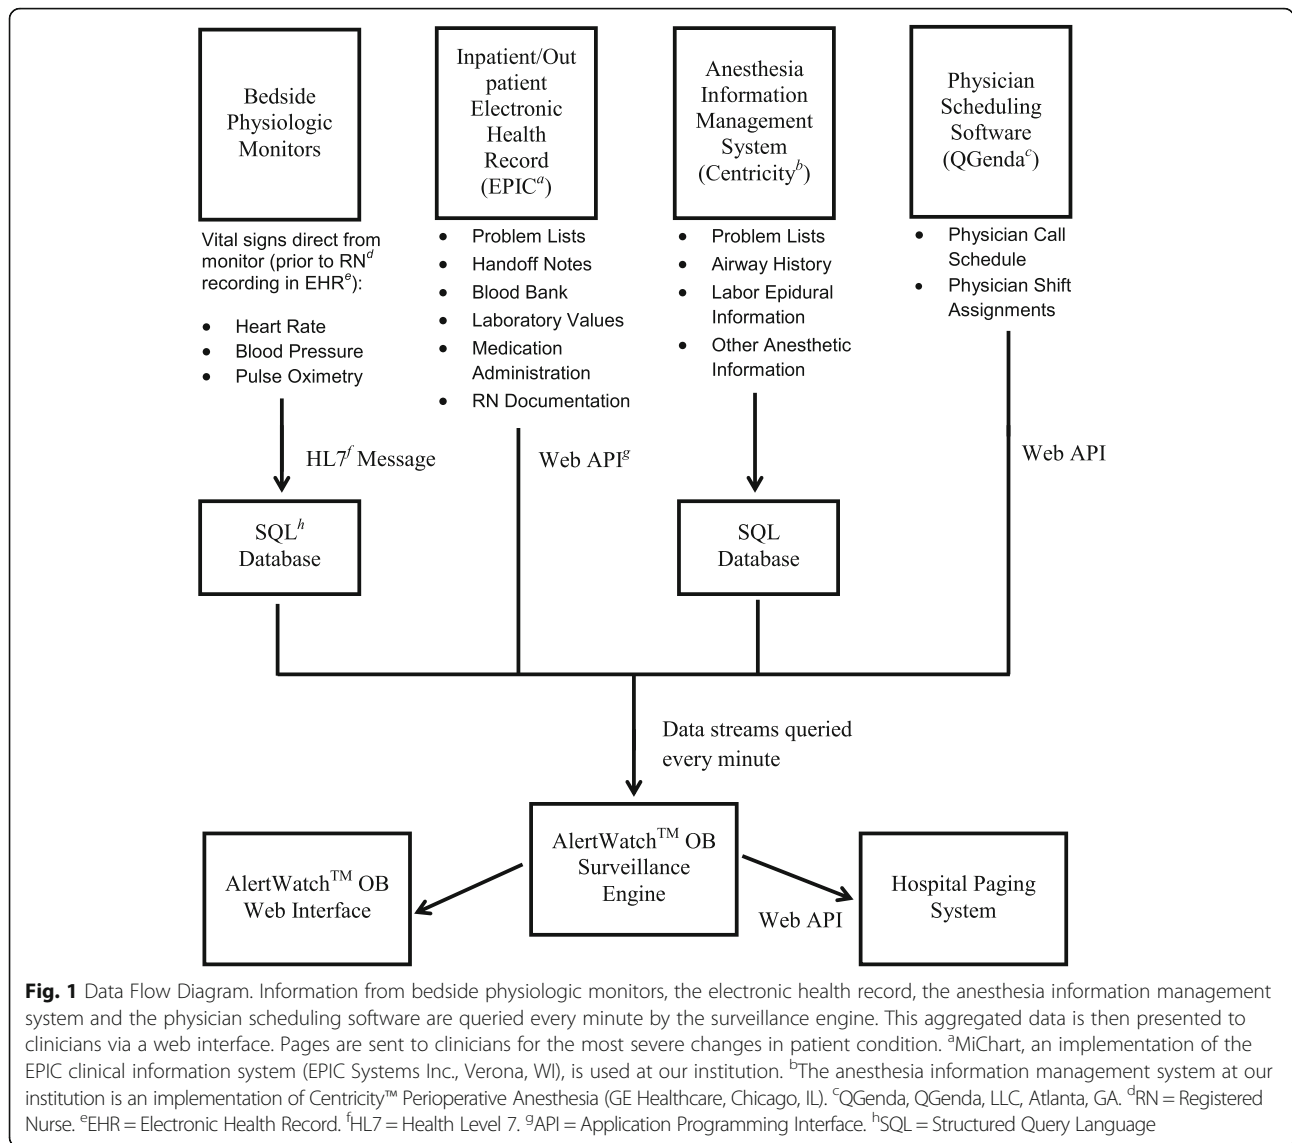 Bedside
Physiologic
Monitors
Inpatient/Out
patient
Electronic
Health
Record
(EPICᵃ)
Anesthesia
Information
Management
System
(Centricityᵇ)
Physician
Scheduling
Software
(QGendaᶜ)
Vital signs direct from
monitor (prior to RNᵈ
recording in EHRᵉ):
• Heart Rate
• Blood Pressure
• Pulse Oximetry
• Problem Lists
• Handoff Notes
• Blood Bank
• Laboratory Values
• Medication
Administration
• RN Documentation
• Problem Lists
• Airway History
• Labor Epidural
Information
• Other Anesthetic
Information
• Physician Call
Schedule
• Physician Shift
Assignments
HL7ᶠ Message
Web APIᵍ
Web API
SQLʰ
Database
SQL
Database
Data streams queried
every minute
AlertWatch™ OB
Web Interface
AlertWatch™ OB
Surveillance
Engine
Web API
Hospital Paging
System
Fig. 1 Data Flow Diagram. Information from bedside physiologic monitors, the electronic health record, the anesthesia information management
system and the physician scheduling software are queried every minute by the surveillance engine. This aggregated data is then presented to
clinicians via a web interface. Pages are sent to clinicians for the most severe changes in patient condition. ᵃMiChart, an implementation of the
EPIC clinical information system (EPIC Systems Inc., Verona, WI), is used at our institution. ᵇThe anesthesia information management system at our
institution is an implementation of Centricity™ Perioperative Anesthesia (GE Healthcare, Chicago, IL). ᶜQGenda, QGenda, LLC, Atlanta, GA. ᵈRN = Registered
Nurse. ᵉEHR = Electronic Health Record. ᶠHL7 = Health Level 7. ᵍAPI = Application Programming Interface. ʰSQL = Structured Query Language